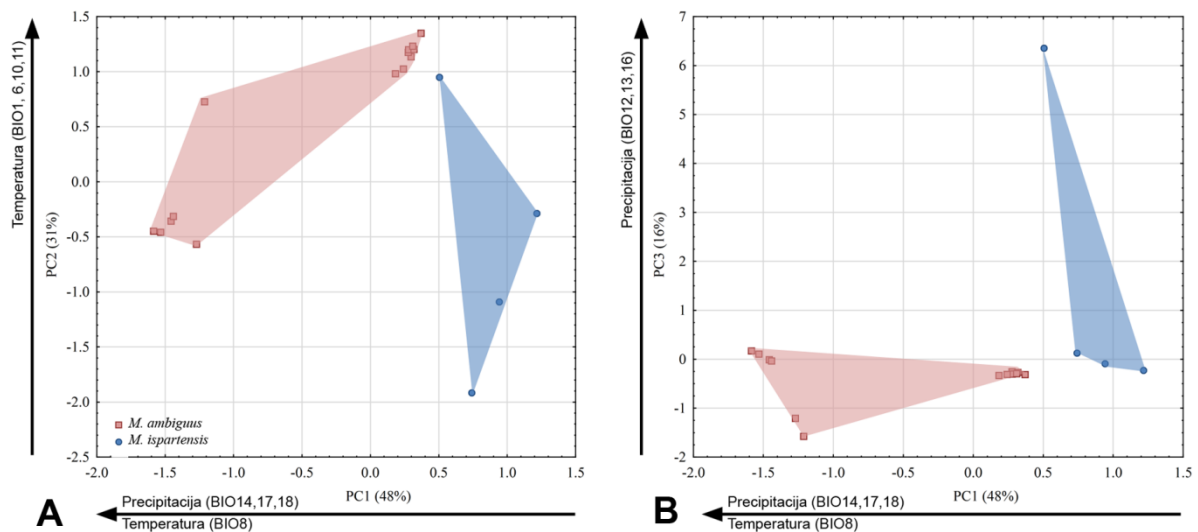 Temperatura (BIO1, 6,10,11)
PC2 (31%)
1.5
1.0
0.5
0.0
-0.5
-1.0
-1.5
-2.0
-2.5
M. ambiguus
M. ispartensis
-2.0 -1.5 -1.0 -0.5 0.0 0.5 1.0 1.5
PC1 (48%)
A
Precipitacija (BIO14,17,18)
Temperatura (BIO8)
Precipitacija (BIO12,13,16)
PC3 (16%)
7
6
5
4
3
2
1
0
-1
-2
-2.0 -1.5 -1.0 -0.5 0.0 0.5 1.0 1.5
PC1 (48%)
B
Precipitacija (BIO14,17,18)
Temperatura (BIO8)